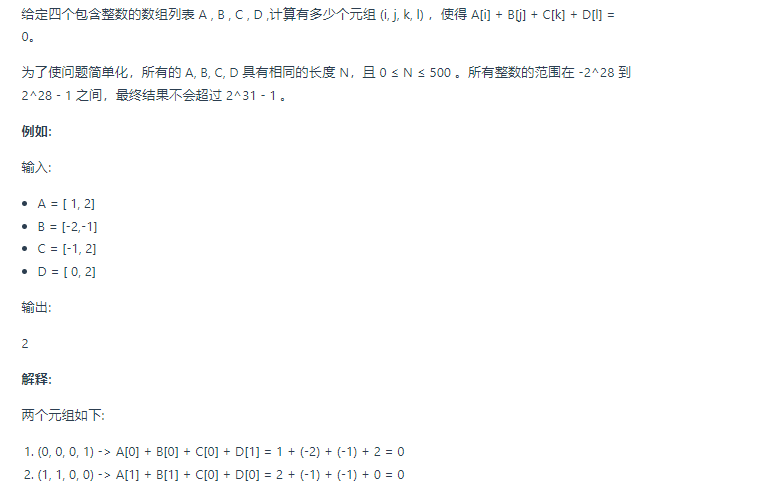 给定四个包含整数的数组列表 A , B , C , D ,计算有多少个元组 (i, j, k, l) ，使得 A[i] + B[j] + C[k] + D[l] =
0。
为了使问题简单化，所有的 A, B, C, D 具有相同的长度 N，且 0 ≤ N ≤ 500 。所有整数的范围在 -2^28 到
2^28 - 1 之间，最终结果不会超过 2^31 - 1 。
例如:
输入:
• A = [ 1, 2]
• B = [-2,-1]
• C = [-1, 2]
• D = [ 0, 2]
输出:
2
解释:
两个元组如下:
1. (0, 0, 0, 1) -> A[0] + B[0] + C[0] + D[1] = 1 + (-2) + (-1) + 2 = 0
2. (1, 1, 0, 0) -> A[1] + B[1] + C[0] + D[0] = 2 + (-1) + (-1) + 0 = 0